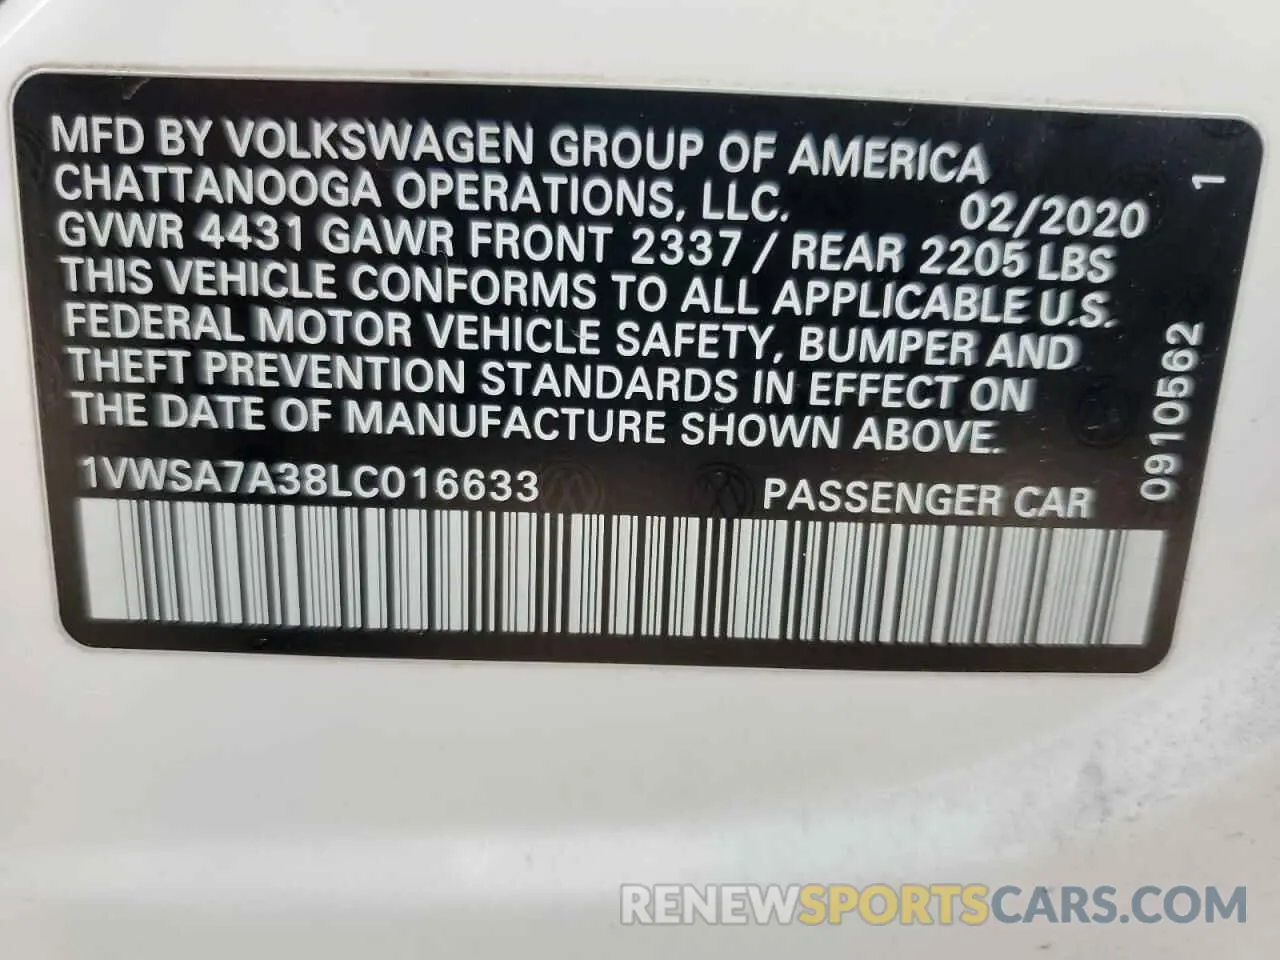 MFD BY VOLKSWAGEN GROUP OF AMERICA
CHATTANOOGA OPERATIONS, LLC. 02/2020
GVWR 4431 GAWR FRONT 2337 / REAR 2205 LBS
THIS VEHICLE CONFORMS TO ALL APPLICABLE U.S.
FEDERAL MOTOR VEHICLE SAFETY, BUMPER AND
THEFT PREVENTION STANDARDS IN EFFECT ON
THE DATE OF MANUFACTURE SHOWN ABOVE.
1VWSA7A38LC016633 PASSENGER CAR
0910562 1
RENEWSPORTSCARS.COM